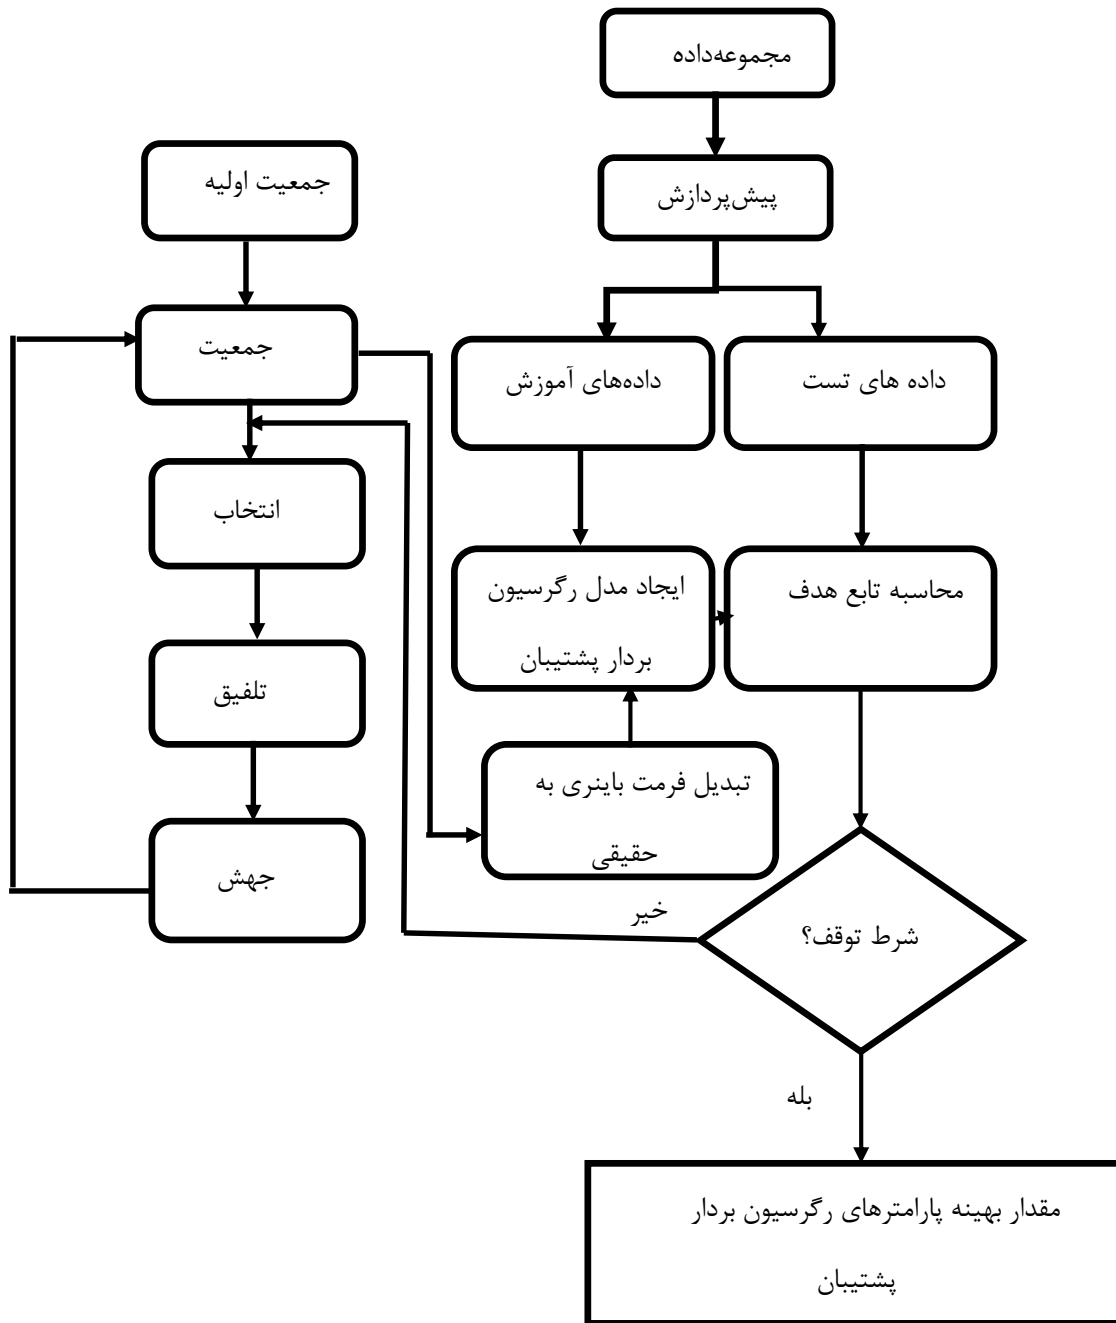 مجموعه‌داده
جمعیت اولیه
پیش‌پردازش
جمعیت
داده‌های آموزش
داده های تست
انتخاب
ایجاد مدل رگرسیون
بردار پشتیبان
محاسبه تابع هدف
تلفیق
تبدیل فرمت باینری به
حقیقی
جهش
خیر
شرط توقف؟
بله
مقدار بهینه پارامترهای رگرسیون بردار
پشتیبان